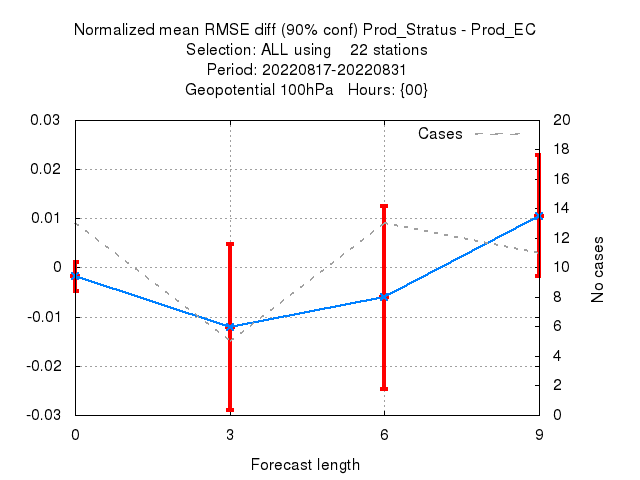 Normalized mean RMSE diff (90% conf) Prod_Stratus - Prod_EC
Selection: ALL using    22 stations
Period: 20220817-20220831
Geopotential 100hPa   Hours: {00}
Cases
0.03
0.02
0.01
0
-0.01
-0.02
-0.03
20
18
16
14
12
10
8
6
4
2
0
No cases
0 3 6 9
Forecast length